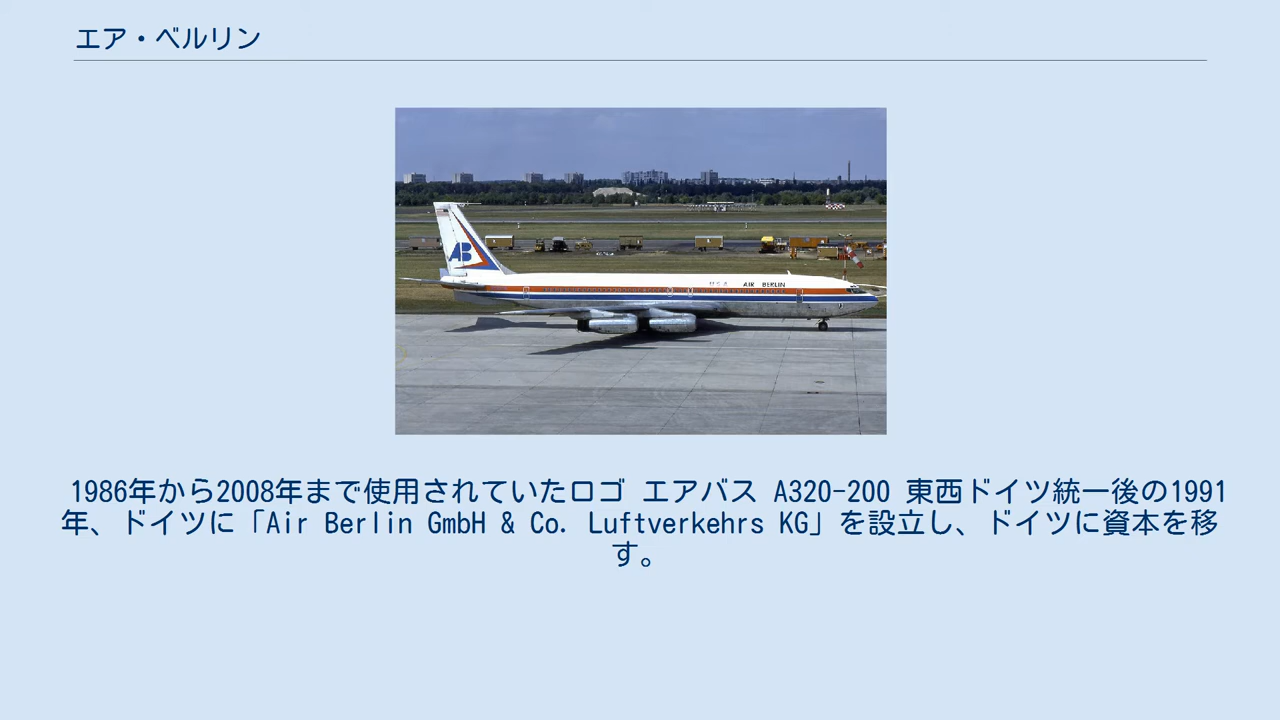 エア・ベルリン
AB
AIR BERLIN
1986年から2008年まで使用されていたロゴ エアバス A320-200 東西ドイツ統一後の1991
年、ドイツに「Air Berlin GmbH & Co. Luftverkehrs KG」を設立し、ドイツに資本を移
す。